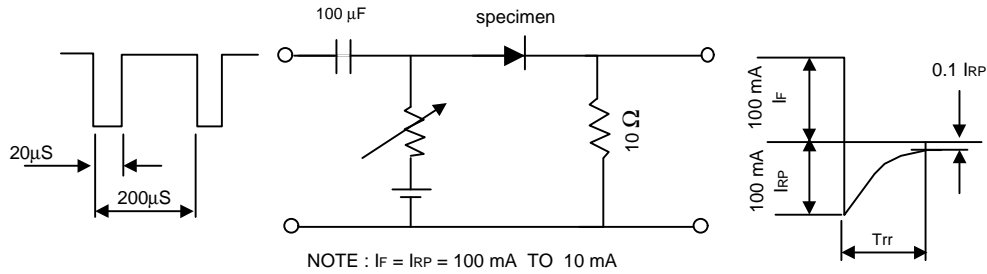 100 µF
specimen
20µS
200µS
10 Ω
100 mA
IF
100 mA
IRP
0.1 IRP
Trr
NOTE : IF = IRP = 100 mA TO 10 mA